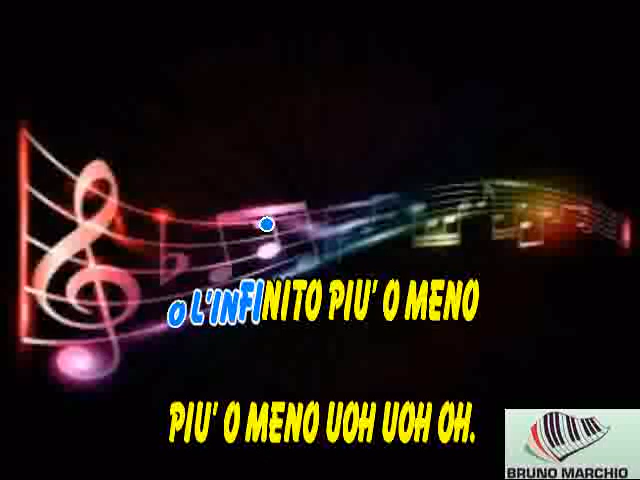 O L'INFINITO PIU' O MENO
PIU' O MENO UOH UOH OH.
BRUNO MARCHIO